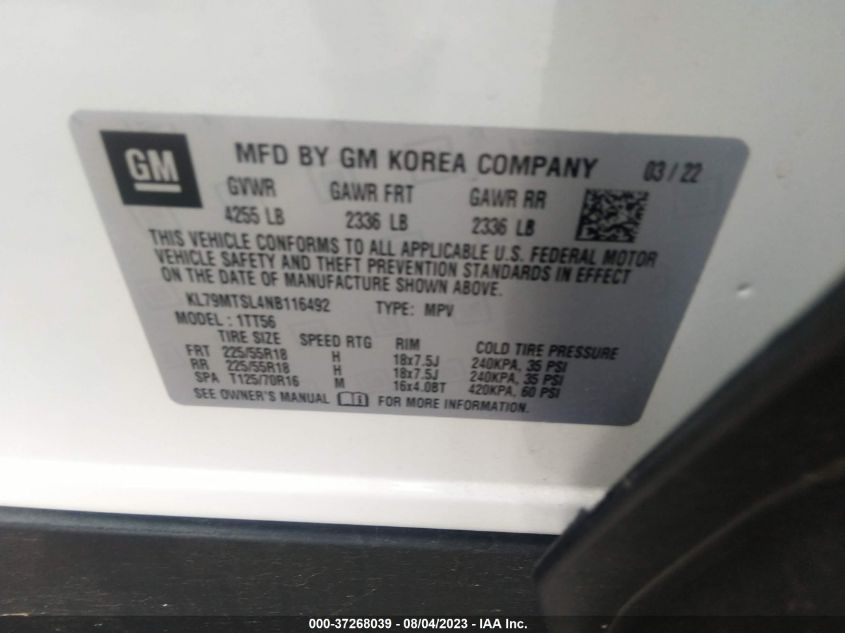 GM MFD BY GM KOREA COMPANY 03 / 22
GVWR GAWR FRT GAWR RR
4255 LB 2336 LB 2336 LB
THIS VEHICLE CONFORMS TO ALL APPLICABLE U.S. FEDERAL MOTOR
VEHICLE SAFETY AND THEFT PREVENTION STANDARDS IN EFFECT
ON THE DATE OF MANUFACTURE SHOWN ABOVE.
KL79MTSL4NB116492 TYPE: MPV
MODEL : 1TT56
TIRE SIZE SPEED RTG RIM COLD TIRE PRESSURE
FRT 225/55R18 H 18x7.5J 240KPA, 35 PSI
RR 225/55R18 H 18x7.5J 240KPA, 35 PSI
SPA T125/70R16 M 16x4.0BT 420KPA, 60 PSI
SEE OWNER'S MANUAL FOR MORE INFORMATION.
000-37268039 - 08/04/2023 - IAA Inc.